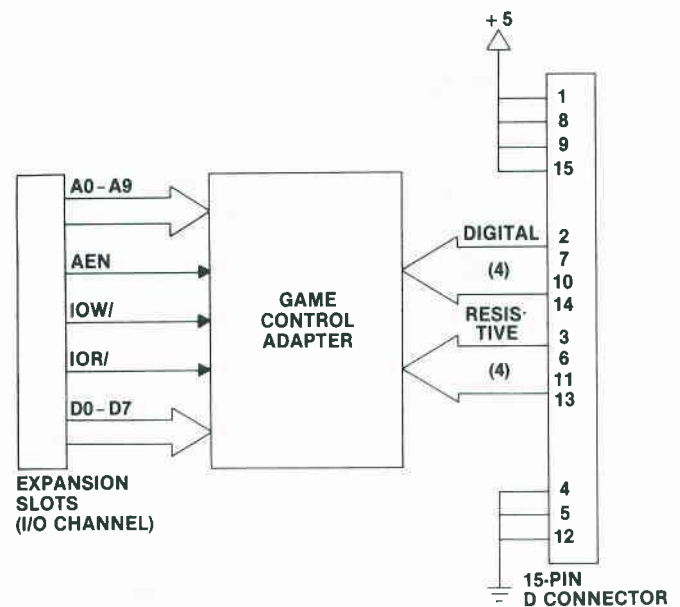 +5
1
8
9
15
A0-A9
AEN
IOW/
IOR/
D0-D7
EXPANSION
SLOTS
(I/O CHANNEL)
GAME
CONTROL
ADAPTER
DIGITAL
(4)
RESIS-
TIVE
(4)
2
7
10
14
3
6
11
13
4
5
12
15-PIN
D CONNECTOR